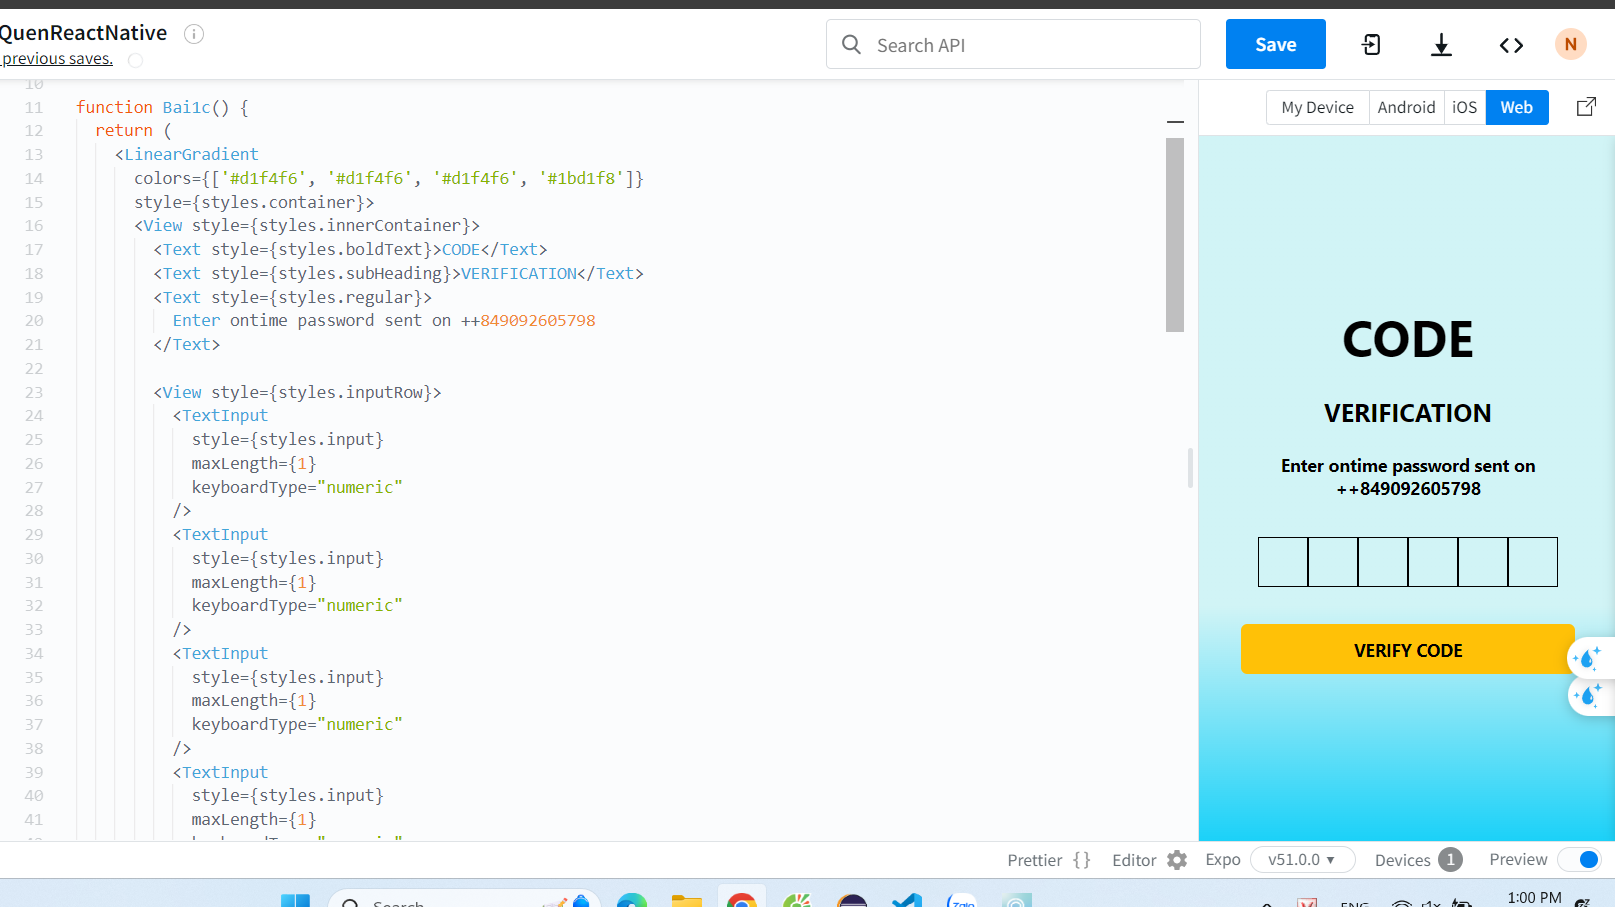 QuenReactNative
previous saves.
Search API
Save
N
10
11 function Bai1c() {
12 return (
13 <LinearGradient
14 colors={['#d1f4f6', '#d1f4f6', '#d1f4f6', '#1bd1f8']}
15 style={styles.container}>
16 <View style={styles.innerContainer}>
17 <Text style={styles.boldText}>CODE</Text>
18 <Text style={styles.subHeading}>VERIFICATION</Text>
19 <Text style={styles.regular}>
20 Enter ontime password sent on ++849092605798
21 </Text>
22
23 <View style={styles.inputRow}>
24 <TextInput
25 style={styles.input}
26 maxLength={1}
27 keyboardType="numeric"
28 />
29 <TextInput
30 style={styles.input}
31 maxLength={1}
32 keyboardType="numeric"
33 />
34 <TextInput
35 style={styles.input}
36 maxLength={1}
37 keyboardType="numeric"
38 />
39 <TextInput
40 style={styles.input}
41 maxLength={1}
My Device Android iOS Web
CODE
VERIFICATION
Enter ontime password sent on
++849092605798
VERIFY CODE
Prettier {} Editor Expo v51.0.0 Devices 1 Preview
Search
Zalo
ENG
1:00 PM